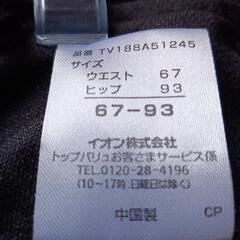 品番 TV188A51245
サイズ
ウエスト 67
ヒップ 93
67-93
イオン株式会社
トップバリュお客さまサービス係
TEL.0120-28-4196
(10~17時:日曜日は除く)
中国製 CP